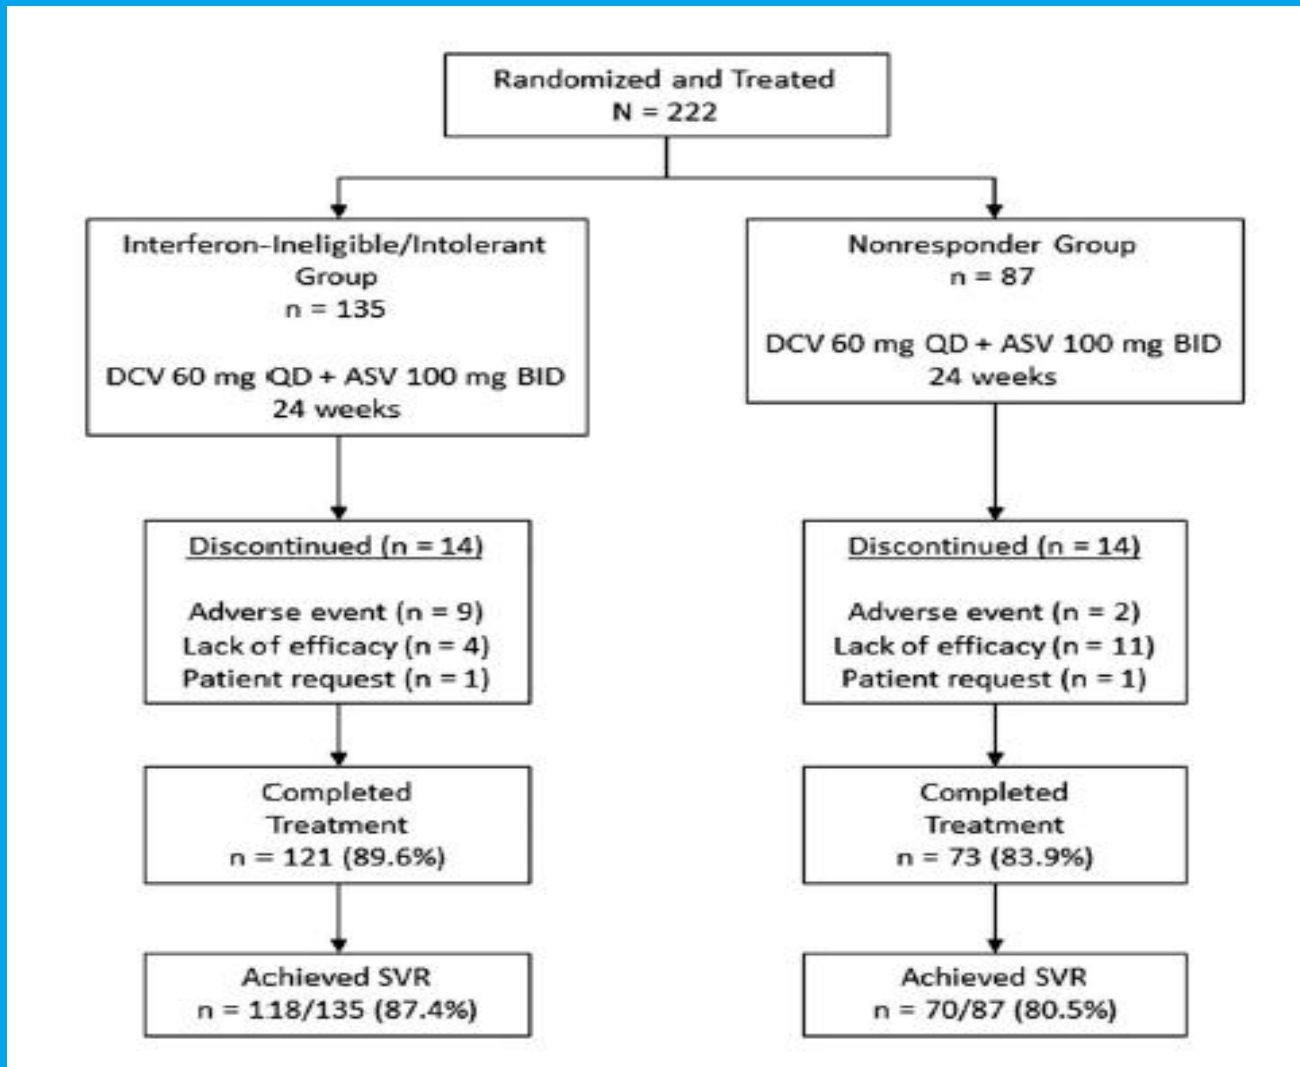 Randomized and Treated
N = 222
Interferon-Ineligible/Intolerant
Group
n = 135
DCV 60 mg QD + ASV 100 mg BID
24 weeks
Nonresponder Group
n = 87
DCV 60 mg QD + ASV 100 mg BID
24 weeks
Discontinued (n = 14)
Adverse event (n = 9)
Lack of efficacy (n = 4)
Patient request (n = 1)
Discontinued (n = 14)
Adverse event (n = 2)
Lack of efficacy (n = 11)
Patient request (n = 1)
Completed
Treatment
n = 121 (89.6%)
Completed
Treatment
n = 73 (83.9%)
Achieved SVR
n = 118/135 (87.4%)
Achieved SVR
n = 70/87 (80.5%)